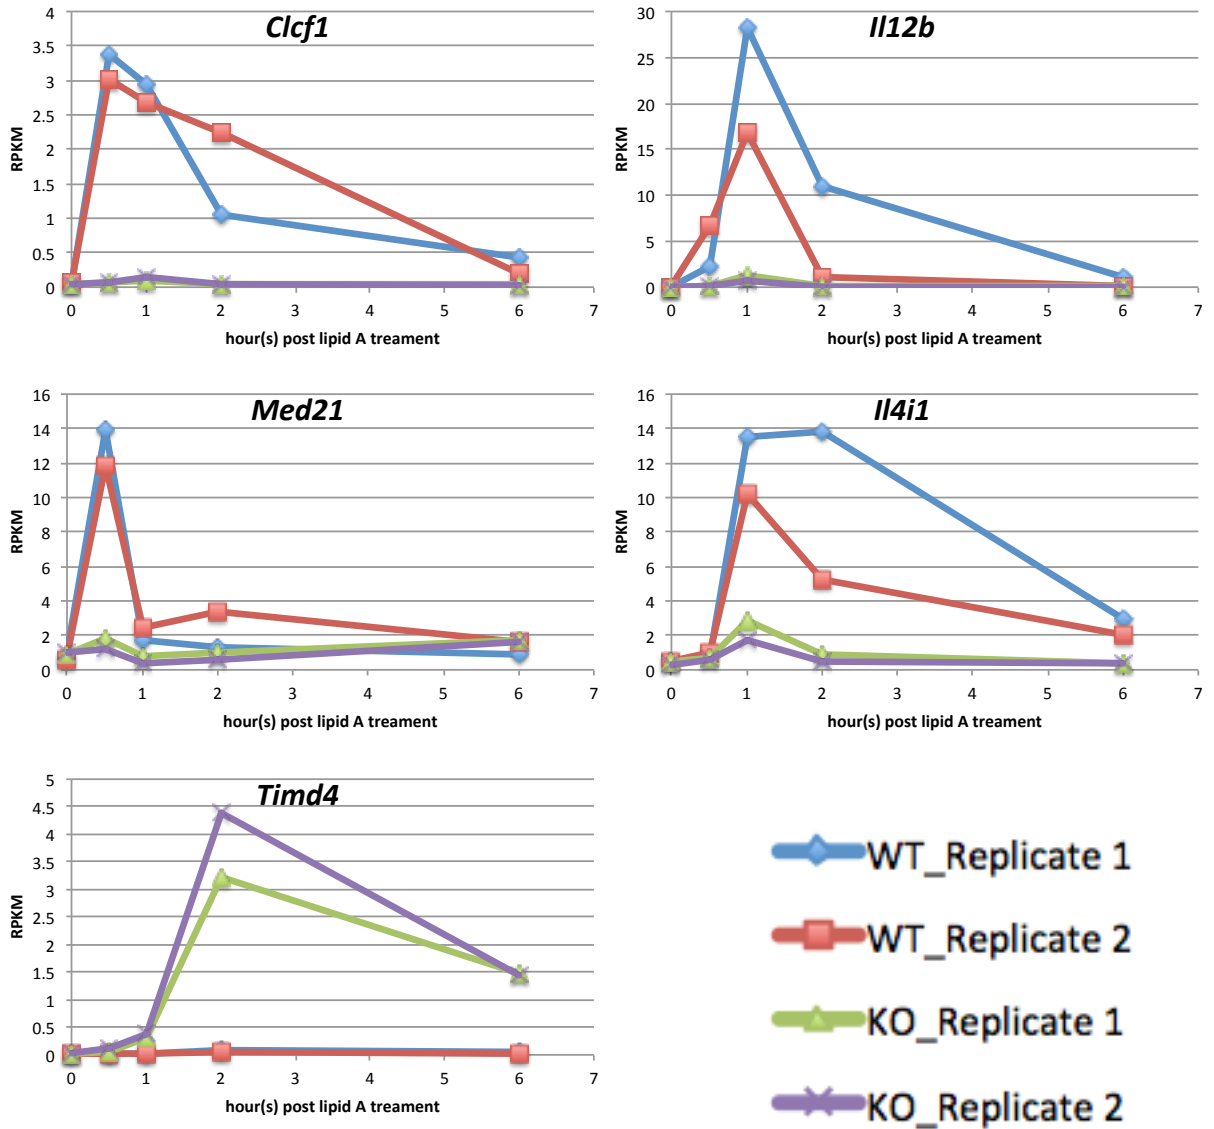 Clcf1
4
3.5
3
2.5
2
1.5
1
0.5
0
RPKM
0 1 2 3 4 5 6 7
hour(s) post lipid A treament
Il12b
30
25
20
15
10
5
0
RPKM
0 1 2 3 4 5 6 7
hour(s) post lipid A treament
Med21
16
14
12
10
8
6
4
2
0
RPKM
0 1 2 3 4 5 6 7
hour(s) post lipid A treament
Il4i1
16
14
12
10
8
6
4
2
0
RPKM
0 1 2 3 4 5 6 7
hour(s) post lipid A treament
Timd4
5
4.5
4
3.5
3
2.5
2
1.5
1
0.5
0
RPKM
0 1 2 3 4 5 6 7
hour(s) post lipid A treament
WT_Replicate 1
WT_Replicate 2
KO_Replicate 1
KO_Replicate 2